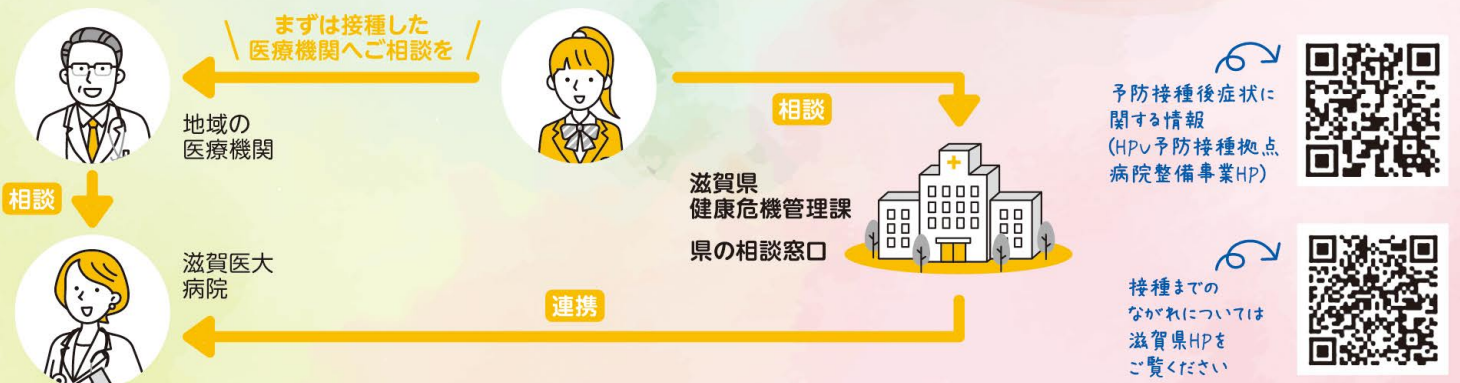 まずは接種した
医療機関へご相談を
地域の
医療機関
相談
滋賀医大
病院
相談
滋賀県
健康危機管理課
県の相談窓口
連携
予防接種後症状に
関する情報
(HPV予防接種拠点
病院整備事業HP)
接種までの
ながれについては
滋賀県HPを
ご覧ください